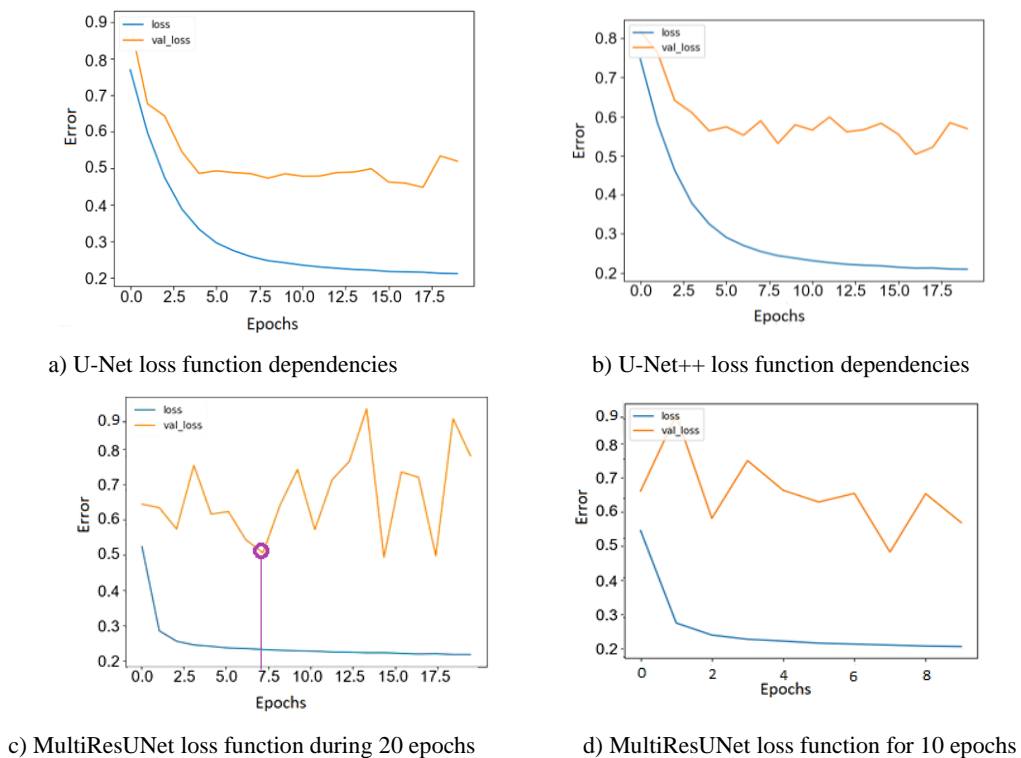 loss
val_loss
Error
0.9
0.8
0.7
0.6
0.5
0.4
0.3
0.2
0.0 2.5 5.0 7.5 10.0 12.5 15.0 17.5
Epochs
a) U-Net loss function dependencies
loss
val_loss
Error
0.8
0.7
0.6
0.5
0.4
0.3
0.2
0.0 2.5 5.0 7.5 10.0 12.5 15.0 17.5
Epochs
b) U-Net++ loss function dependencies
loss
val_loss
Error
0.9
0.8
0.7
0.6
0.5
0.4
0.3
0.2
0.0 2.5 5.0 7.5 10.0 12.5 15.0 17.5
Epochs
c) MultiResUNet loss function during 20 epochs
loss
val_loss
Error
0.9
0.8
0.7
0.6
0.5
0.4
0.3
0.2
0 2 4 6 8
Epochs
d) MultiResUNet loss function for 10 epochs